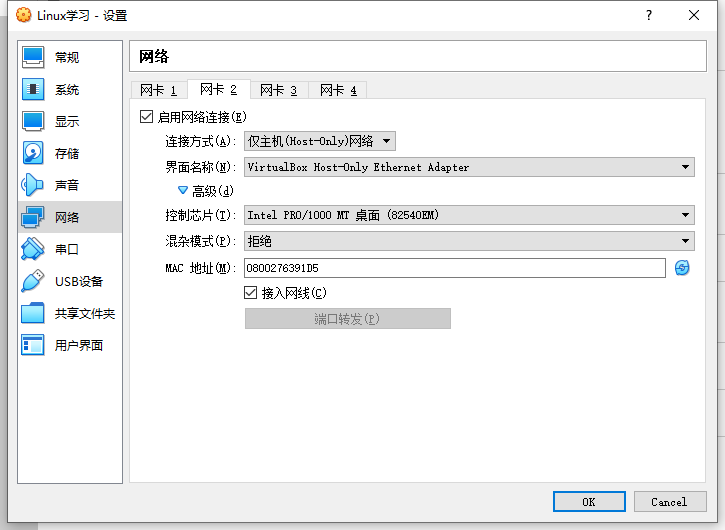 Linux学习 - 设置
?
常规
系统
显示
存储
声音
网络
串口
USB设备
共享文件夹
用户界面
网络
网卡 1
网卡 2
网卡 3
网卡 4
启用网络连接(E)
连接方式(A): 仅主机(Host-Only)网络
界面名称(N): VirtualBox Host-Only Ethernet Adapter
高级(d)
控制芯片(T): Intel PRO/1000 MT 桌面 (82540EM)
混杂模式(P): 拒绝
MAC 地址(M): 0800276391D5
接入网线(C)
端口转发(P)
OK
Cancel